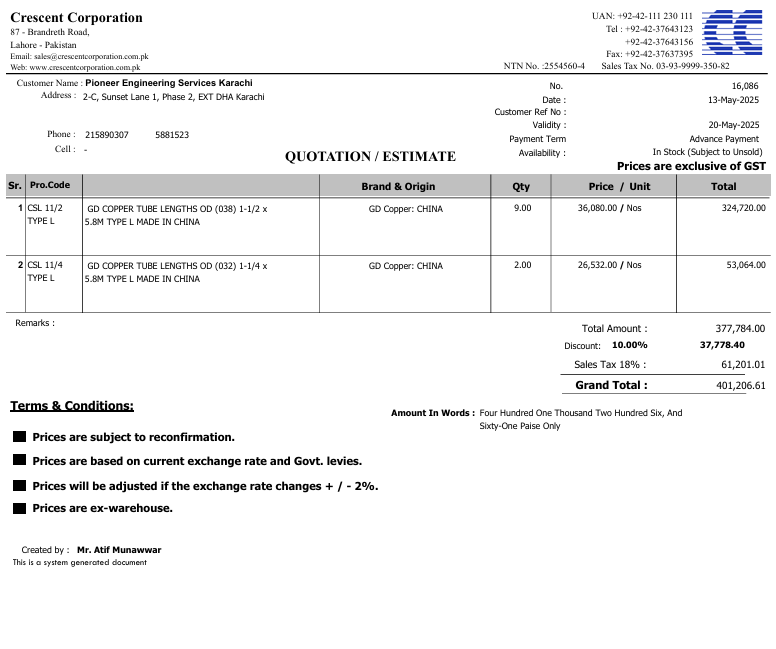 Crescent Corporation
87 - Brandreth Road,
Lahore - Pakistan
Email: sales@crescentcorporation.com.pk
Web: www.crescentcorporation.com.pk
UAN: +92-42-111 230 111
Tel : +92-42-37643123
+92-42-37643156
Fax: +92-42-37637395
NTN No. :2554560-4 Sales Tax No. 03-93-9999-350-82
Customer Name : Pioneer Engineering Services Karachi
Address : 2-C, Sunset Lane 1, Phase 2, EXT DHA Karachi
Phone : 215890307 5881523
Cell : -
No. 16,086
Date : 13-May-2025
Customer Ref No :
Validity : 20-May-2025
Payment Term Advance Payment
Availability : In Stock (Subject to Unsold)
QUOTATION / ESTIMATE
Prices are exclusive of GST
Sr. Pro.Code Brand & Origin Qty Price / Unit Total
1 CSL 11/2 GD COPPER TUBE LENGTHS OD (038) 1-1/2 x GD Copper: CHINA 9.00 36,080.00 / Nos 324,720.00
TYPE L 5.8M TYPE L MADE IN CHINA
2 CSL 11/4 GD COPPER TUBE LENGTHS OD (032) 1-1/4 x GD Copper: CHINA 2.00 26,532.00 / Nos 53,064.00
TYPE L 5.8M TYPE L MADE IN CHINA
Remarks :
Total Amount : 377,784.00
Discount: 10.00% 37,778.40
Sales Tax 18% : 61,201.01
Grand Total : 401,206.61
Terms & Conditions:
Amount In Words : Four Hundred One Thousand Two Hundred Six, And
Sixty-One Paise Only
Prices are subject to reconfirmation.
Prices are based on current exchange rate and Govt. levies.
Prices will be adjusted if the exchange rate changes + / - 2%.
Prices are ex-warehouse.
Created by : Mr. Atif Munawwar
This is a system generated document